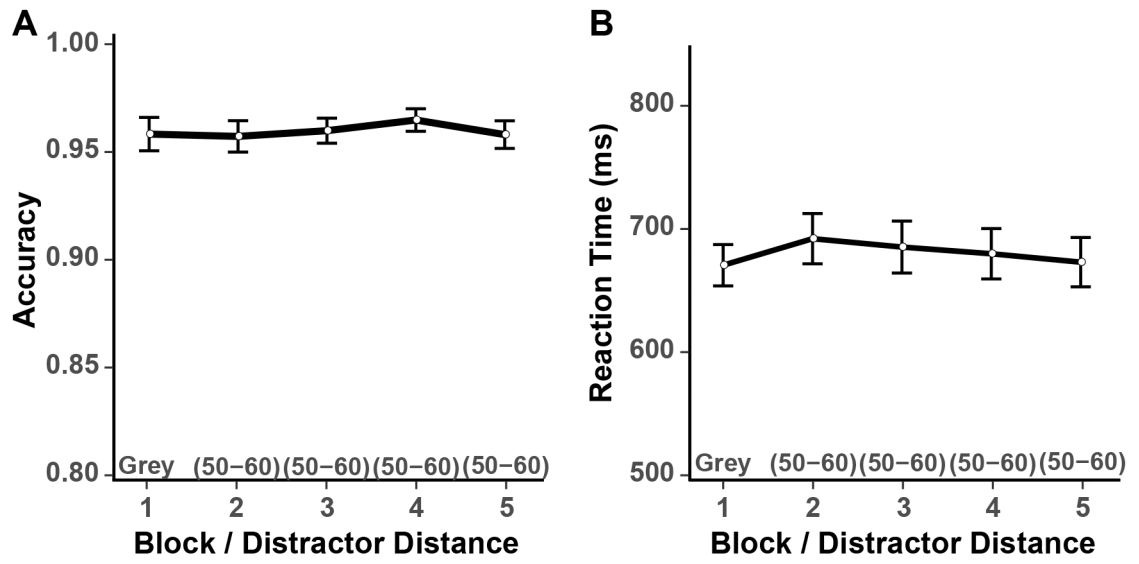 A
Accuracy
1.00
0.95
0.90
0.85
0.80
Grey (50−60) (50−60) (50−60) (50−60)
1 2 3 4 5
Block / Distractor Distance
B
Reaction Time (ms)
800
700
600
500
Grey (50−60) (50−60) (50−60) (50−60)
1 2 3 4 5
Block / Distractor Distance